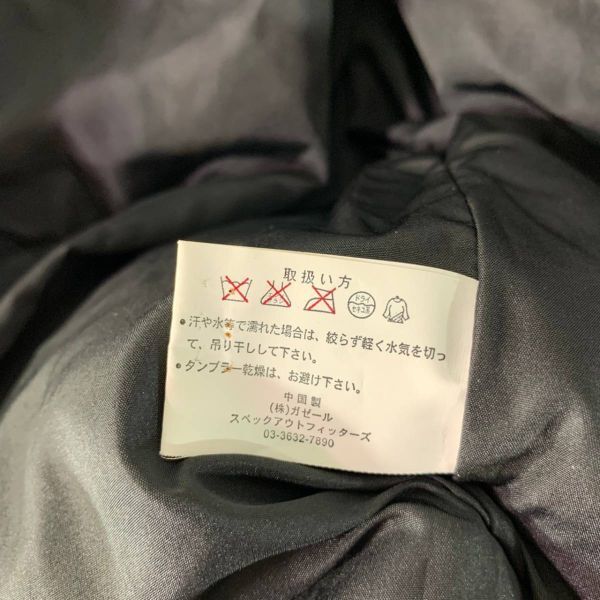 取扱い方
ドライ
セキユ系
・汗や水等で濡れた場合は、絞らず軽く水気を切っ
て、吊り干しして下さい。
・タンブラー乾燥は、お避け下さい。
中国製
(株)ガゼール
スペックアウトフィッターズ
03-3632-7890